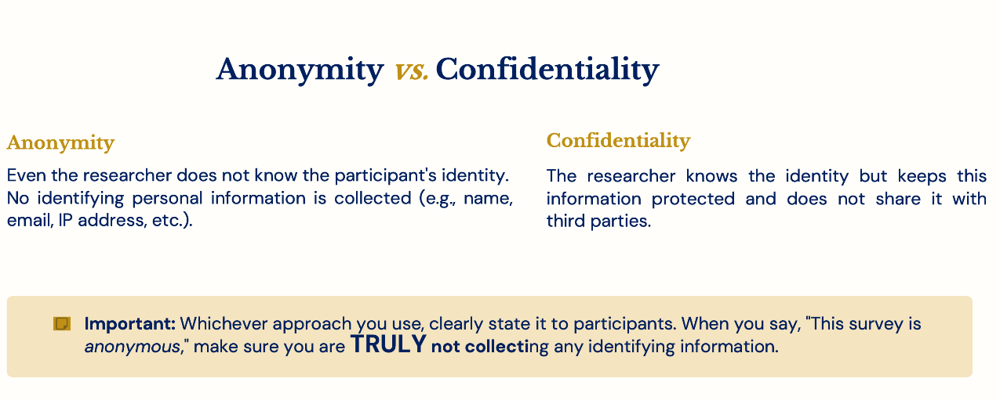 Anonymity vs. Confidentiality
Anonymity
Even the researcher does not know the participant's identity.
No identifying personal information is collected (e.g., name,
email, IP address, etc.).
Confidentiality
The researcher knows the identity but keeps this
information protected and does not share it with
third parties.
Important: Whichever approach you use, clearly state it to participants. When you say, "This survey is
anonymous," make sure you are TRULY not collecting any identifying information.